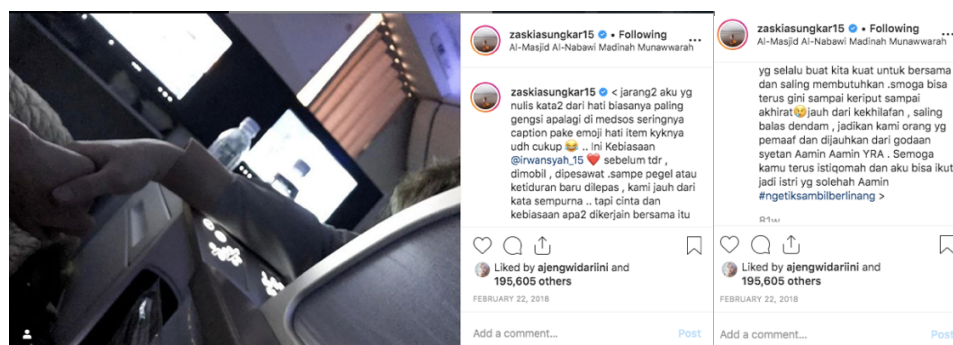 zaskiasungkar15 • Following
Al-Masjid Al-Nabawi Madinah Munawwarah
...
zaskiasungkar15 < jarang2 aku yg
nulis kata2 dari hati biasanya paling
gengsi apalagi di medsos seringnya
caption pake emoji hati item kyknya
udh cukup 😂 .. Ini Kebiasaan
@irwansyah_15 ❤️ sebelum tdr ,
dimobil , dipesawat .sampe pegel atau
ketiduran baru dilepas , kami jauh dari
kata sempurna .. tapi cinta dan
kebiasaan apa2 dikerjain bersama itu
Liked by ajengwidariini and
195,605 others
FEBRUARY 22, 2018
Add a comment...
Post
zaskiasungkar15 • Following
Al-Masjid Al-Nabawi Madinah Munawwarah
...
yg selalu buat kita kuat untuk bersama
dan saling membutuhkan .smoga bisa
terus gini sampai keriput sampai
akhirat😢jauh dari kekhilafan , saling
balas dendam , jadikan kami orang yg
pemaaf dan dijauhkan dari godaan
syetan Aamin Aamin YRA . Semoga
kamu terus istiqomah dan aku bisa ikut
jadi istri yg solehah Aamin
#ngetiksambilberlinang >
81w
Liked by ajengwidariini and
195,605 others
FEBRUARY 22, 2018
Add a comment...
Post